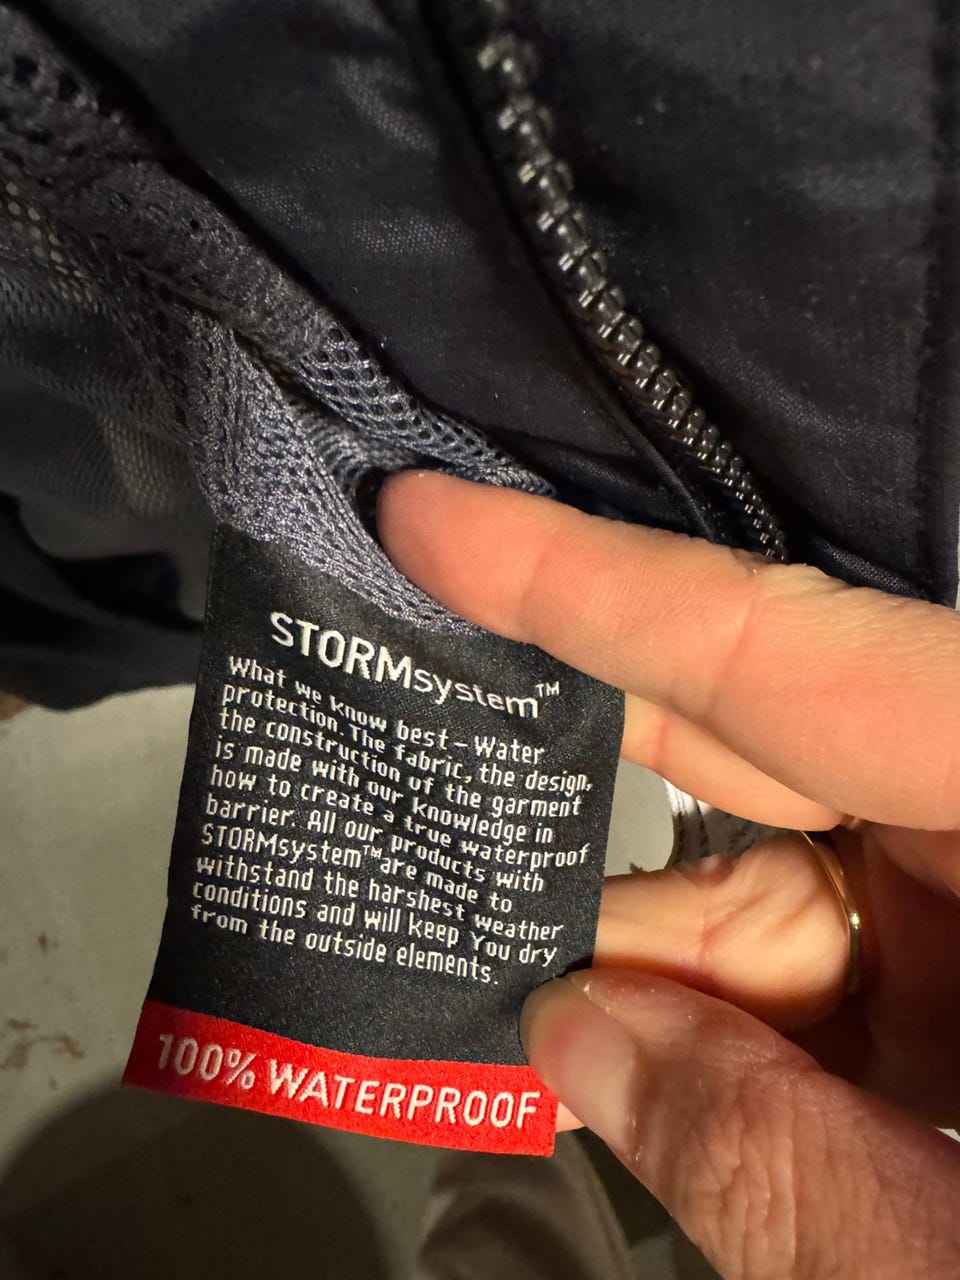 STORMsystem™
What we know best – Water
protection. The fabric, the design,
the construction of the garment
is made with our knowledge in
how to create a true waterproof
barrier. All our products with
STORMsystem™ are made to
withstand the harshest weather
conditions and will keep You dry
from the outside elements.
100% WATERPROOF